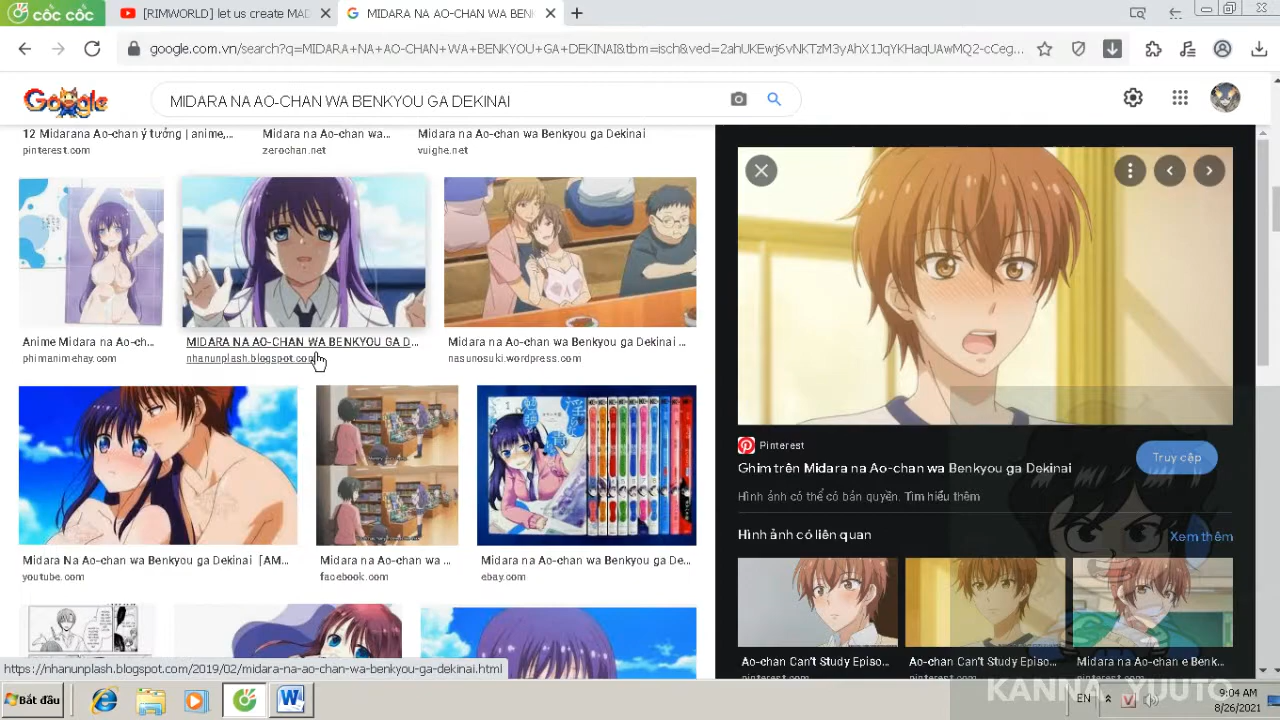 cốc cốc
[RIMWORLD] let us create MAD
MIDARA NA AO-CHAN WA BEN
google.com.vn/search?q=MIDARA+NA+AO-CHAN+WA+BENKYOU+GA+DEKINAI&tbm=isch&ved=2ahUKEwj6vNKTzM3yAhX1JqYKHaqUAwMQ2-cCeg...
Google
MIDARA NA AO-CHAN WA BENKYOU GA DEKINAI
12 Midarana Ao-chan ý tưởng | anime,...
pinterest.com
Midara na Ao-chan wa...
zerochan.net
Midara na Ao-chan wa Benkyou ga Dekinai
vuighe.net
Anime Midara na Ao-ch...
phimanimehay.com
MIDARA NA AO-CHAN WA BENKYOU GA D...
nhanunplash.blogspot.com
Midara na Ao-chan wa Benkyou ga Dekinai ...
nasunosuki.wordpress.com
Midara Na Ao-chan wa Benkyou ga Dekinai [AM...
youtube.com
Midara na Ao-chan wa ...
facebook.com
Midara na Ao-chan wa Benkyou ga De...
ebay.com
Pinterest
Truy cập
Ghim trên Midara na Ao-chan wa Benkyou ga Dekinai
Hình ảnh có thể có bản quyền. Tìm hiểu thêm
Hình ảnh có liên quan
Xem thêm
Ao-chan Can't Study Episo...
pinterest.com
Ao-chan Can't Study Episo...
pinterest.com
Midara na Ao-chan e Benk...
pinterest.com
https://nhanunplash.blogspot.com/2019/02/midara-na-ao-chan-wa-benkyou-ga-dekinai.html
KANNA YUUTO
Bắt đầu
EN
9:04 AM
8/26/2021